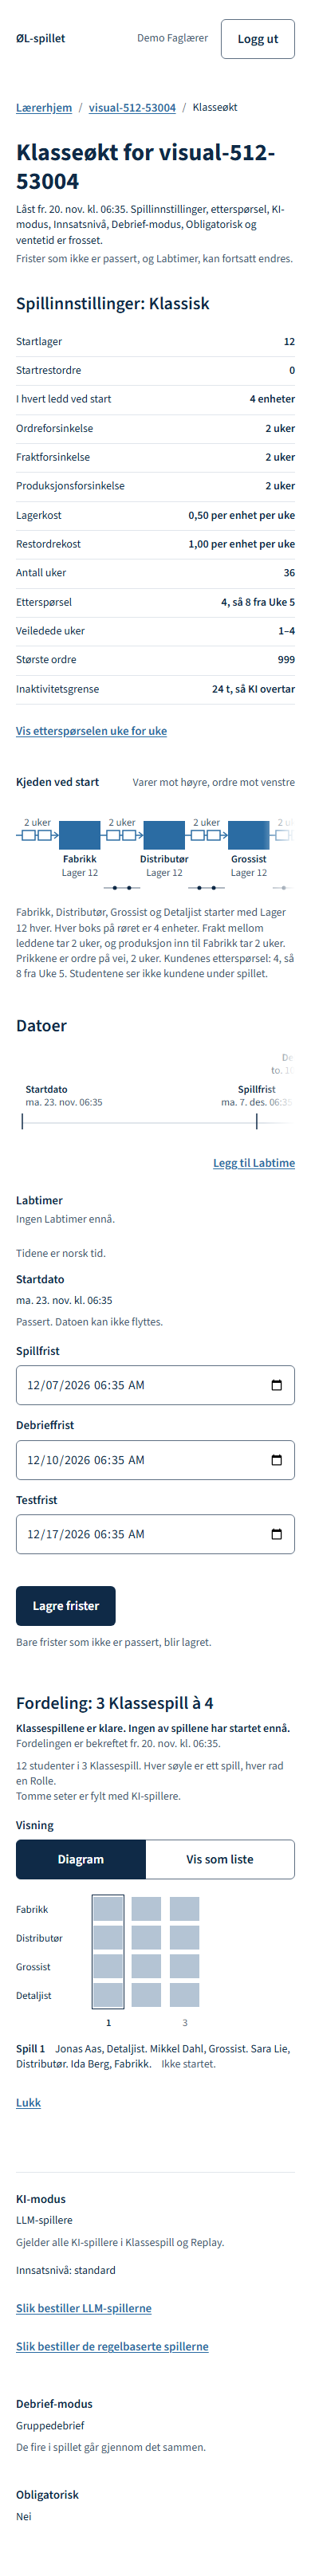 ØL-spillet
Demo Faglærer
Logg ut
Lærerhjem / visual-512-53004 / Klasseøkt
Klasseøkt for visual-512-
53004
Låst fr. 20. nov. kl. 06:35. Spillinnstillinger, etterspørsel, KI-
modus, Innsatsnivå, Debrief-modus, Obligatorisk og
ventetid er frosset.
Frister som ikke er passert, og Labtimer, kan fortsatt endres.
Spillinnstillinger: Klassisk
Startlager 12
Startrestordre 0
I hvert ledd ved start 4 enheter
Ordreforsinkelse 2 uker
Fraktforsinkelse 2 uker
Produksjonsforsinkelse 2 uker
Lagerkost 0,50 per enhet per uke
Restordrekost 1,00 per enhet per uke
Antall uker 36
Etterspørsel 4, så 8 fra Uke 5
Veiledede uker 1–4
Største ordre 999
Inaktivitetsgrense 24 t, så KI overtar
Vis etterspørselen uke for uke
Kjeden ved start Varer mot høyre, ordre mot venstre
2 uker 2 uker 2 uker 2
Fabrikk Distributør Grossist
Lager 12 Lager 12 Lager 12
Fabrikk, Distributør, Grossist og Detaljist starter med Lager
12 hver. Hver boks på røret er 4 enheter. Frakt mellom
leddene tar 2 uker, og produksjon inn til Fabrikk tar 2 uker.
Prikkene er ordre på vei, 2 uker. Kundenes etterspørsel: 4, så
8 fra Uke 5. Studentene ser ikke kundene under spillet.
Datoer
De
to. 1
Startdato Spillfrist
ma. 23. nov. 06:35 ma. 7. des. 06:35
Legg til Labtime
Labtimer
Ingen Labtimer ennå.
Tidene er norsk tid.
Startdato
ma. 23. nov. kl. 06:35
Passert. Datoen kan ikke flyttes.
Spillfrist
12/07/2026 06:35 AM
Debrieffrist
12/10/2026 06:35 AM
Testfrist
12/17/2026 06:35 AM
Lagre frister
Bare frister som ikke er passert, blir lagret.
Fordeling: 3 Klassespill à 4
Klassespillene er klare. Ingen av spillene har startet ennå.
Fordelingen er bekreftet fr. 20. nov. kl. 06:35.
12 studenter i 3 Klassespill. Hver søyle er ett spill, hver rad
en Rolle.
Tomme seter er fylt med KI-spillere.
Visning
Diagram Vis som liste
Fabrikk
Distributør
Grossist
Detaljist
1 3
Spill 1 Jonas Aas, Detaljist. Mikkel Dahl, Grossist. Sara Lie,
Distributør. Ida Berg, Fabrikk. Ikke startet.
Lukk
KI-modus
LLM-spillere
Gjelder alle KI-spillere i Klassespill og Replay.
Innsatsnivå: standard
Slik bestiller LLM-spillerne
Slik bestiller de regelbaserte spillerne
Debrief-modus
Gruppedebrief
De fire i spillet går gjennom det sammen.
Obligatorisk
Nei